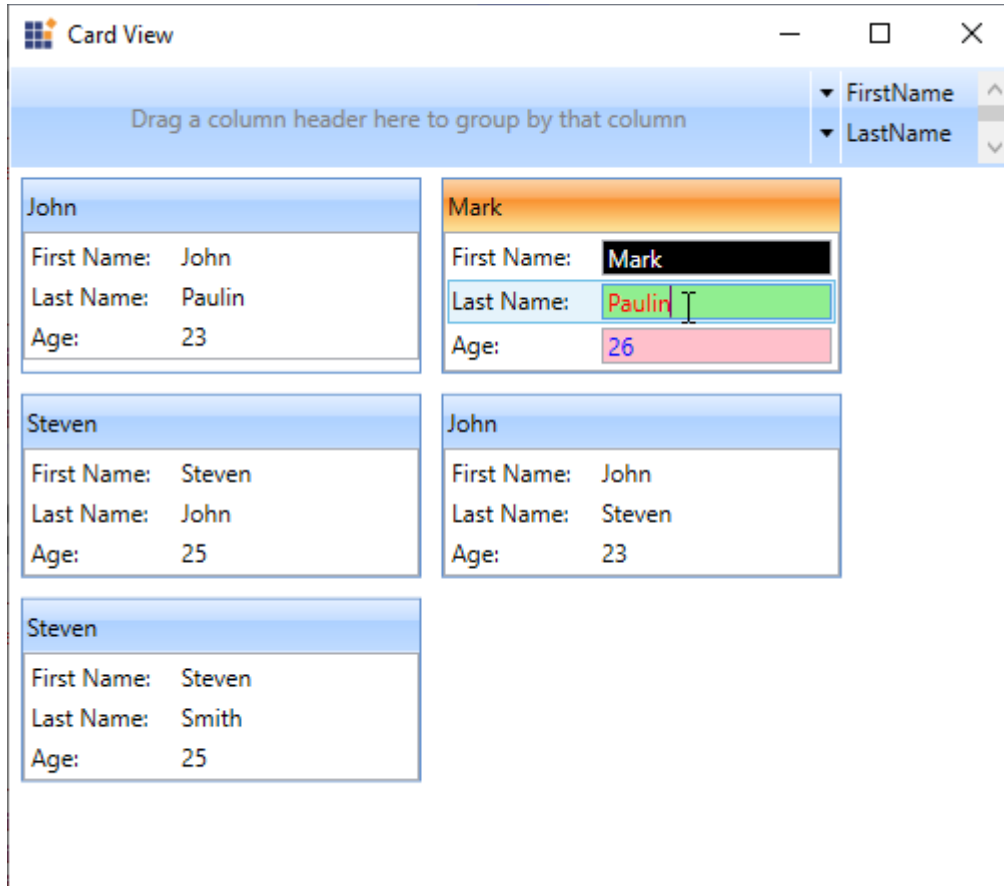 Card View
Drag a column header here to group by that column
FirstName
LastName
John
First Name: John
Last Name: Paulin
Age: 23
Mark
First Name: Mark
Last Name: Paulin
Age: 26
Steven
First Name: Steven
Last Name: John
Age: 25
John
First Name: John
Last Name: Steven
Age: 23
Steven
First Name: Steven
Last Name: Smith
Age: 25